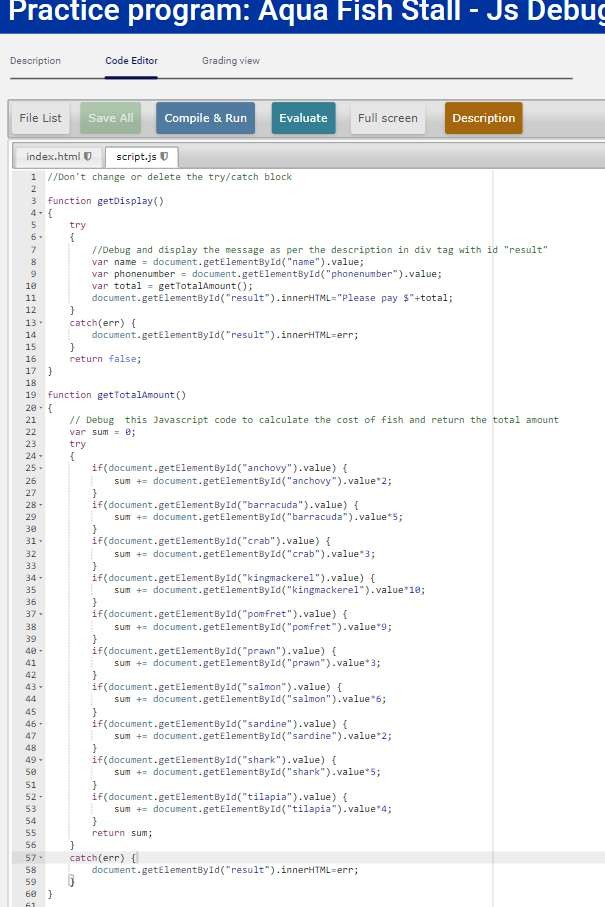 Practice program: Aqua Fish Stall - Js Debug
Description Code Editor Grading view
File List Save All Compile & Run Evaluate Full screen Description
index.html script.js
1 //Don't change or delete the try/catch block
2
3 function getDisplay()
4 {
5 try
6 {
7 //Debug and display the message as per the description in div tag with id "result"
8 var name = document.getElementById("name").value;
9 var phonenumber = document.getElementById("phonenumber").value;
10 var total = getTotalAmount();
11 document.getElementById("result").innerHTML="Please pay $"+total;
12 }
13 catch(err) {
14 document.getElementById("result").innerHTML=err;
15 }
16 return false;
17 }
18
19 function getTotalAmount()
20 {
21 // Debug  this Javascript code to calculate the cost of fish and return the total amount
22 var sum = 0;
23 try
24 {
25 if(document.getElementById("anchovy").value) {
26 sum += document.getElementById("anchovy").value*2;
27 }
28 if(document.getElementById("barracuda").value) {
29 sum += document.getElementById("barracuda").value*5;
30 }
31 if(document.getElementById("crab").value) {
32 sum += document.getElementById("crab").value*3;
33 }
34 if(document.getElementById("kingmackerel").value) {
35 sum += document.getElementById("kingmackerel").value*10;
36 }
37 if(document.getElementById("pomfret").value) {
38 sum += document.getElementById("pomfret").value*9;
39 }
40 if(document.getElementById("prawn").value) {
41 sum += document.getElementById("prawn").value*3;
42 }
43 if(document.getElementById("salmon").value) {
44 sum += document.getElementById("salmon").value*6;
45 }
46 if(document.getElementById("sardine").value) {
47 sum += document.getElementById("sardine").value*2;
48 }
49 if(document.getElementById("shark").value) {
50 sum += document.getElementById("shark").value*5;
51 }
52 if(document.getElementById("tilapia").value) {
53 sum += document.getElementById("tilapia").value*4;
54 }
55 return sum;
56 }
57 catch(err) {
58 document.getElementById("result").innerHTML=err;
59 }
60 }
61